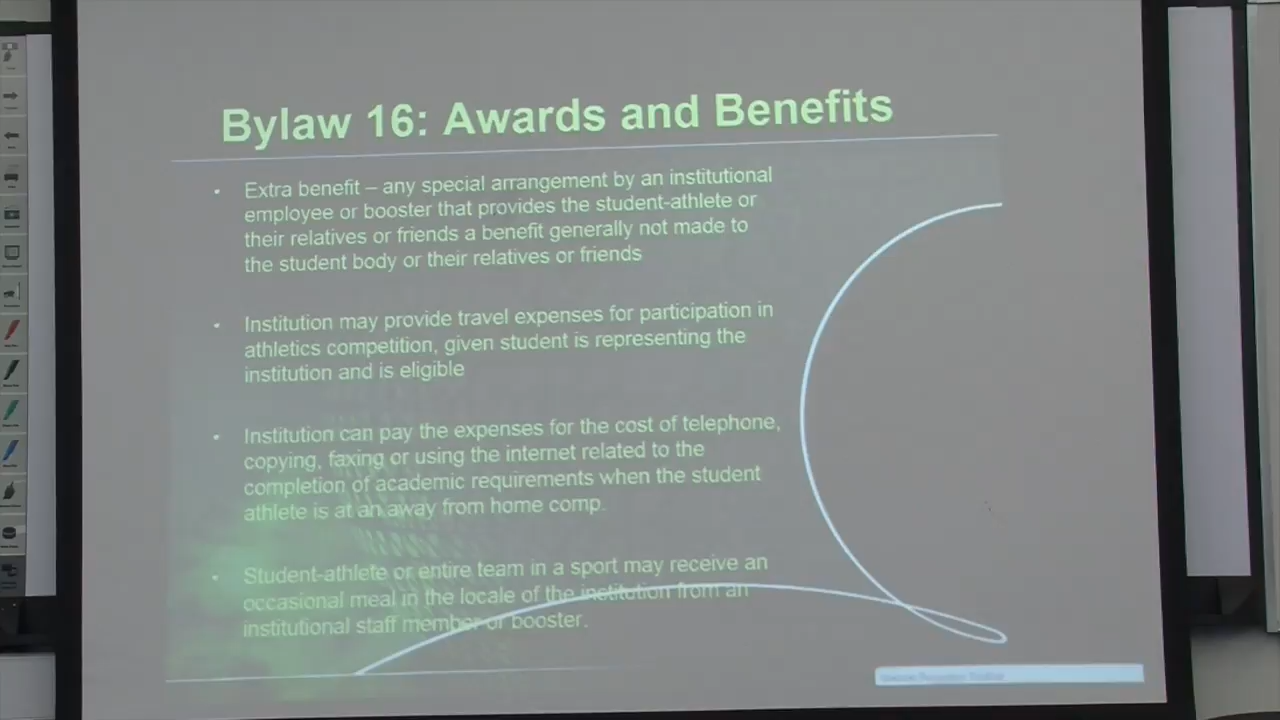 Bylaw 16: Awards and Benefits
• Extra benefit – any special arrangement by an institutional
employee or booster that provides the student-athlete or
their relatives or friends a benefit generally not made to
the student body or their relatives or friends
• Institution may provide travel expenses for participation in
athletics competition, given student is representing the
institution and is eligible
• Institution can pay the expenses for the cost of telephone,
copying, faxing or using the internet related to the
completion of academic requirements when the student
athlete is at an away from home comp.
• Student-athlete or entire team in a sport may receive an
occasional meal in the locale of the institution from an
institutional staff member or booster.